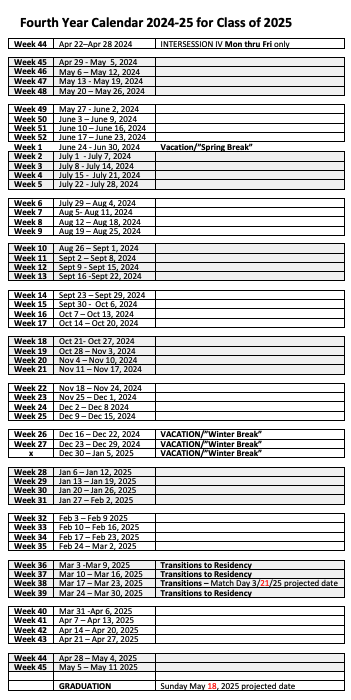 Fourth Year Calendar 2024-25 for Class of 2025
Week 44 Apr 22–Apr 28 2024 INTERSESSION IV Mon thru Fri only
Week 45 Apr 29 - May 5, 2024
Week 46 May 6 – May 12, 2024
Week 47 May 13 - May 19, 2024
Week 48 May 20 – May 26, 2024
Week 49 May 27 - June 2, 2024
Week 50 June 3 – June 9, 2024
Week 51 June 10 – June 16, 2024
Week 52 June 17 – June 23, 2024
Week 1 June 24 - Jun 30, 2024 Vacation/"Spring Break"
Week 2 July 1 - July 7, 2024
Week 3 July 8 - July 14, 2024
Week 4 July 15 - July 21, 2024
Week 5 July 22 - July 28, 2024
Week 6 July 29 – Aug 4, 2024
Week 7 Aug 5- Aug 11, 2024
Week 8 Aug 12 – Aug 18, 2024
Week 9 Aug 19 – Aug 25, 2024
Week 10 Aug 26 – Sept 1, 2024
Week 11 Sept 2 – Sept 8, 2024
Week 12 Sept 9 - Sept 15, 2024
Week 13 Sept 16 -Sept 22, 2024
Week 14 Sept 23 – Sept 29, 2024
Week 15 Sept 30 - Oct 6, 2024
Week 16 Oct 7 – Oct 13, 2024
Week 17 Oct 14 – Oct 20, 2024
Week 18 Oct 21- Oct 27, 2024
Week 19 Oct 28 – Nov 3, 2024
Week 20 Nov 4 – Nov 10, 2024
Week 21 Nov 11 – Nov 17, 2024
Week 22 Nov 18 – Nov 24, 2024
Week 23 Nov 25 – Dec 1, 2024
Week 24 Dec 2 – Dec 8 2024
Week 25 Dec 9 – Dec 15, 2024
Week 26 Dec 16 – Dec 22, 2024 VACATION/"Winter Break"
Week 27 Dec 23 – Dec 29, 2024 VACATION/"Winter Break"
x Dec 30 – Jan 5, 2025 VACATION/"Winter Break"
Week 28 Jan 6 – Jan 12, 2025
Week 29 Jan 13 – Jan 19, 2025
Week 30 Jan 20 – Jan 26, 2025
Week 31 Jan 27 – Feb 2, 2025
Week 32 Feb 3 – Feb 9 2025
Week 33 Feb 10 – Feb 16, 2025
Week 34 Feb 17 – Feb 23, 2025
Week 35 Feb 24 – Mar 2, 2025
Week 36 Mar 3 -Mar 9, 2025 Transitions to Residency
Week 37 Mar 10 – Mar 16, 2025 Transitions to Residency
Week 38 Mar 17 – Mar 23, 2025 Transitions – Match Day 3/21/25 projected date
Week 39 Mar 24 – Mar 30, 2025 Transitions to Residency
Week 40 Mar 31 -Apr 6, 2025
Week 41 Apr 7 – Apr 13, 2025
Week 42 Apr 14 – Apr 20, 2025
Week 43 Apr 21 – Apr 27, 2025
Week 44 Apr 28 – May 4, 2025
Week 45 May 5 – May 11 2025
GRADUATION Sunday May 18, 2025 projected date